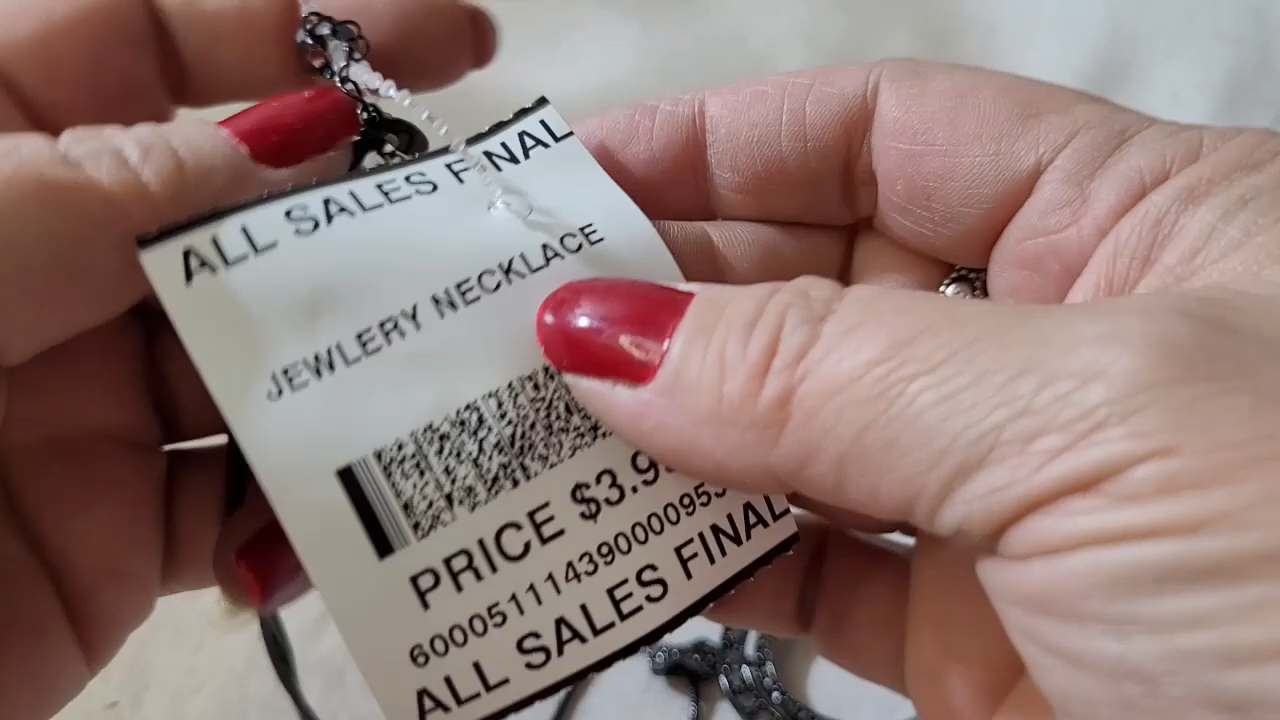 ALL SALES FINAL
JEWLERY NECKLACE
PRICE $3.9
6000511143900009
ALL SALES FINAL